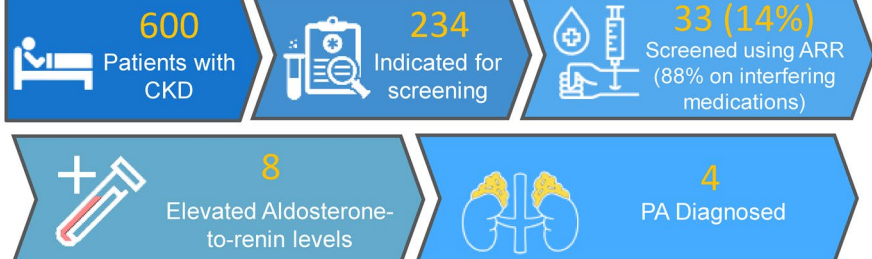 600
Patients with
CKD
234
Indicated for
screening
33 (14%)
Screened using ARR
(88% on interfering
medications)
8
Elevated Aldosterone-
to-renin levels
4
PA Diagnosed